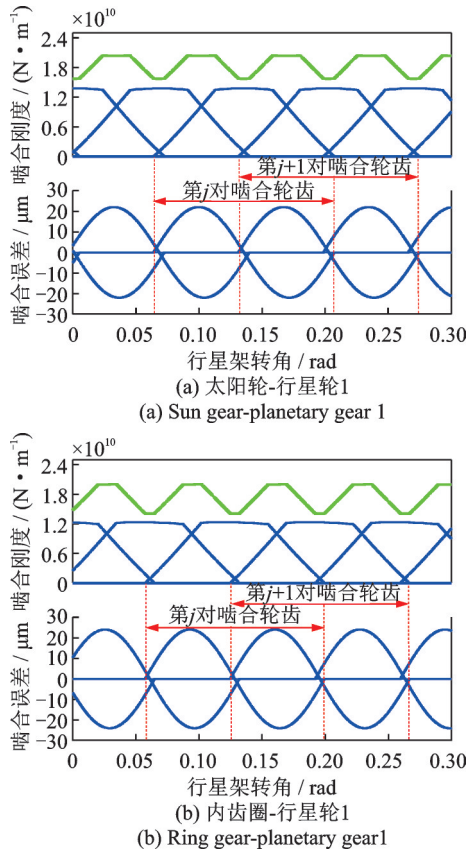 ×10¹⁰
2.4
1.8
1.2
0.6
0
啮合刚度 / (N·m⁻¹)
第j+1对啮合轮齿
第j对啮合轮齿
30
20
10
0
−10
−20
−30
啮合误差 / μm
0 0.05 0.10 0.15 0.20 0.25 0.30
行星架转角 / rad
(a) 太阳轮-行星轮1
(a) Sun gear-planetary gear 1
×10¹⁰
2.4
1.8
1.2
0.6
0
啮合刚度 / (N·m⁻¹)
第j+1对啮合轮齿
第j对啮合轮齿
30
20
10
0
−10
−20
−30
啮合误差 / μm
0 0.05 0.10 0.15 0.20 0.25 0.30
行星架转角 / rad
(b) 内齿圈-行星轮1
(b) Ring gear-planetary gear1